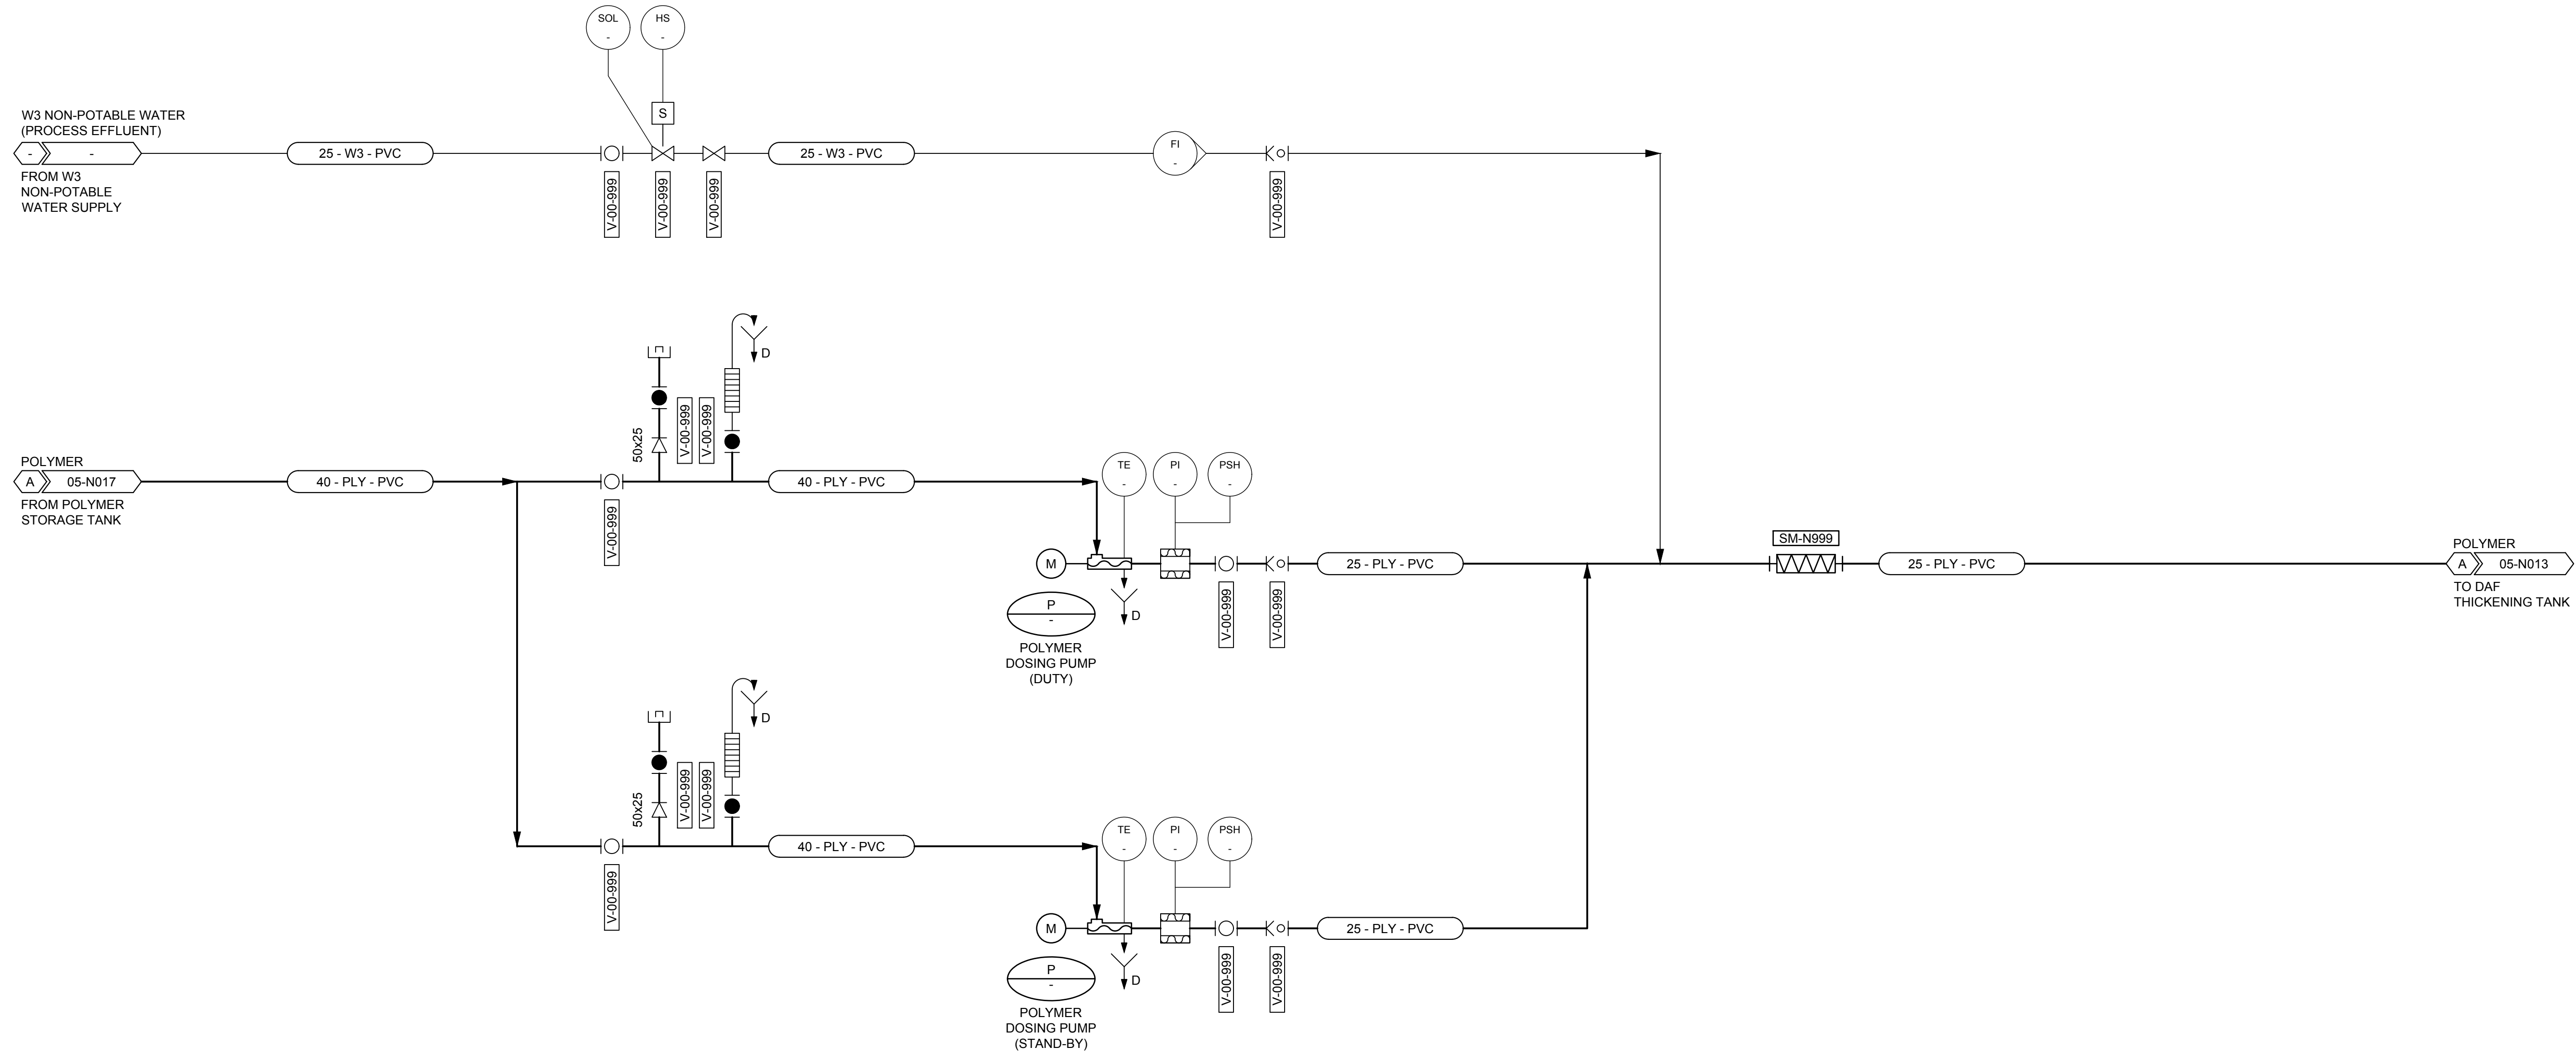 SOL
-
HS
-
S
W3 NON-POTABLE WATER
(PROCESS EFFLUENT)
-
-
FROM W3
NON-POTABLE
WATER SUPPLY
25 - W3 - PVC
V-00-999
V-00-999
V-00-999
25 - W3 - PVC
FI
-
V-00-999
POLYMER
A
05-N017
FROM POLYMER
STORAGE TANK
40 - PLY - PVC
V-00-999
50x25
V-00-999
V-00-999
D
40 - PLY - PVC
TE
-
PI
-
PSH
-
M
P
-
POLYMER
DOSING PUMP
(DUTY)
D
V-00-999
V-00-999
25 - PLY - PVC
SM-N999
25 - PLY - PVC
POLYMER
A
05-N013
TO DAF
THICKENING TANK
V-00-999
50x25
V-00-999
V-00-999
D
40 - PLY - PVC
TE
-
PI
-
PSH
-
M
P
-
POLYMER
DOSING PUMP
(STAND-BY)
D
V-00-999
V-00-999
25 - PLY - PVC